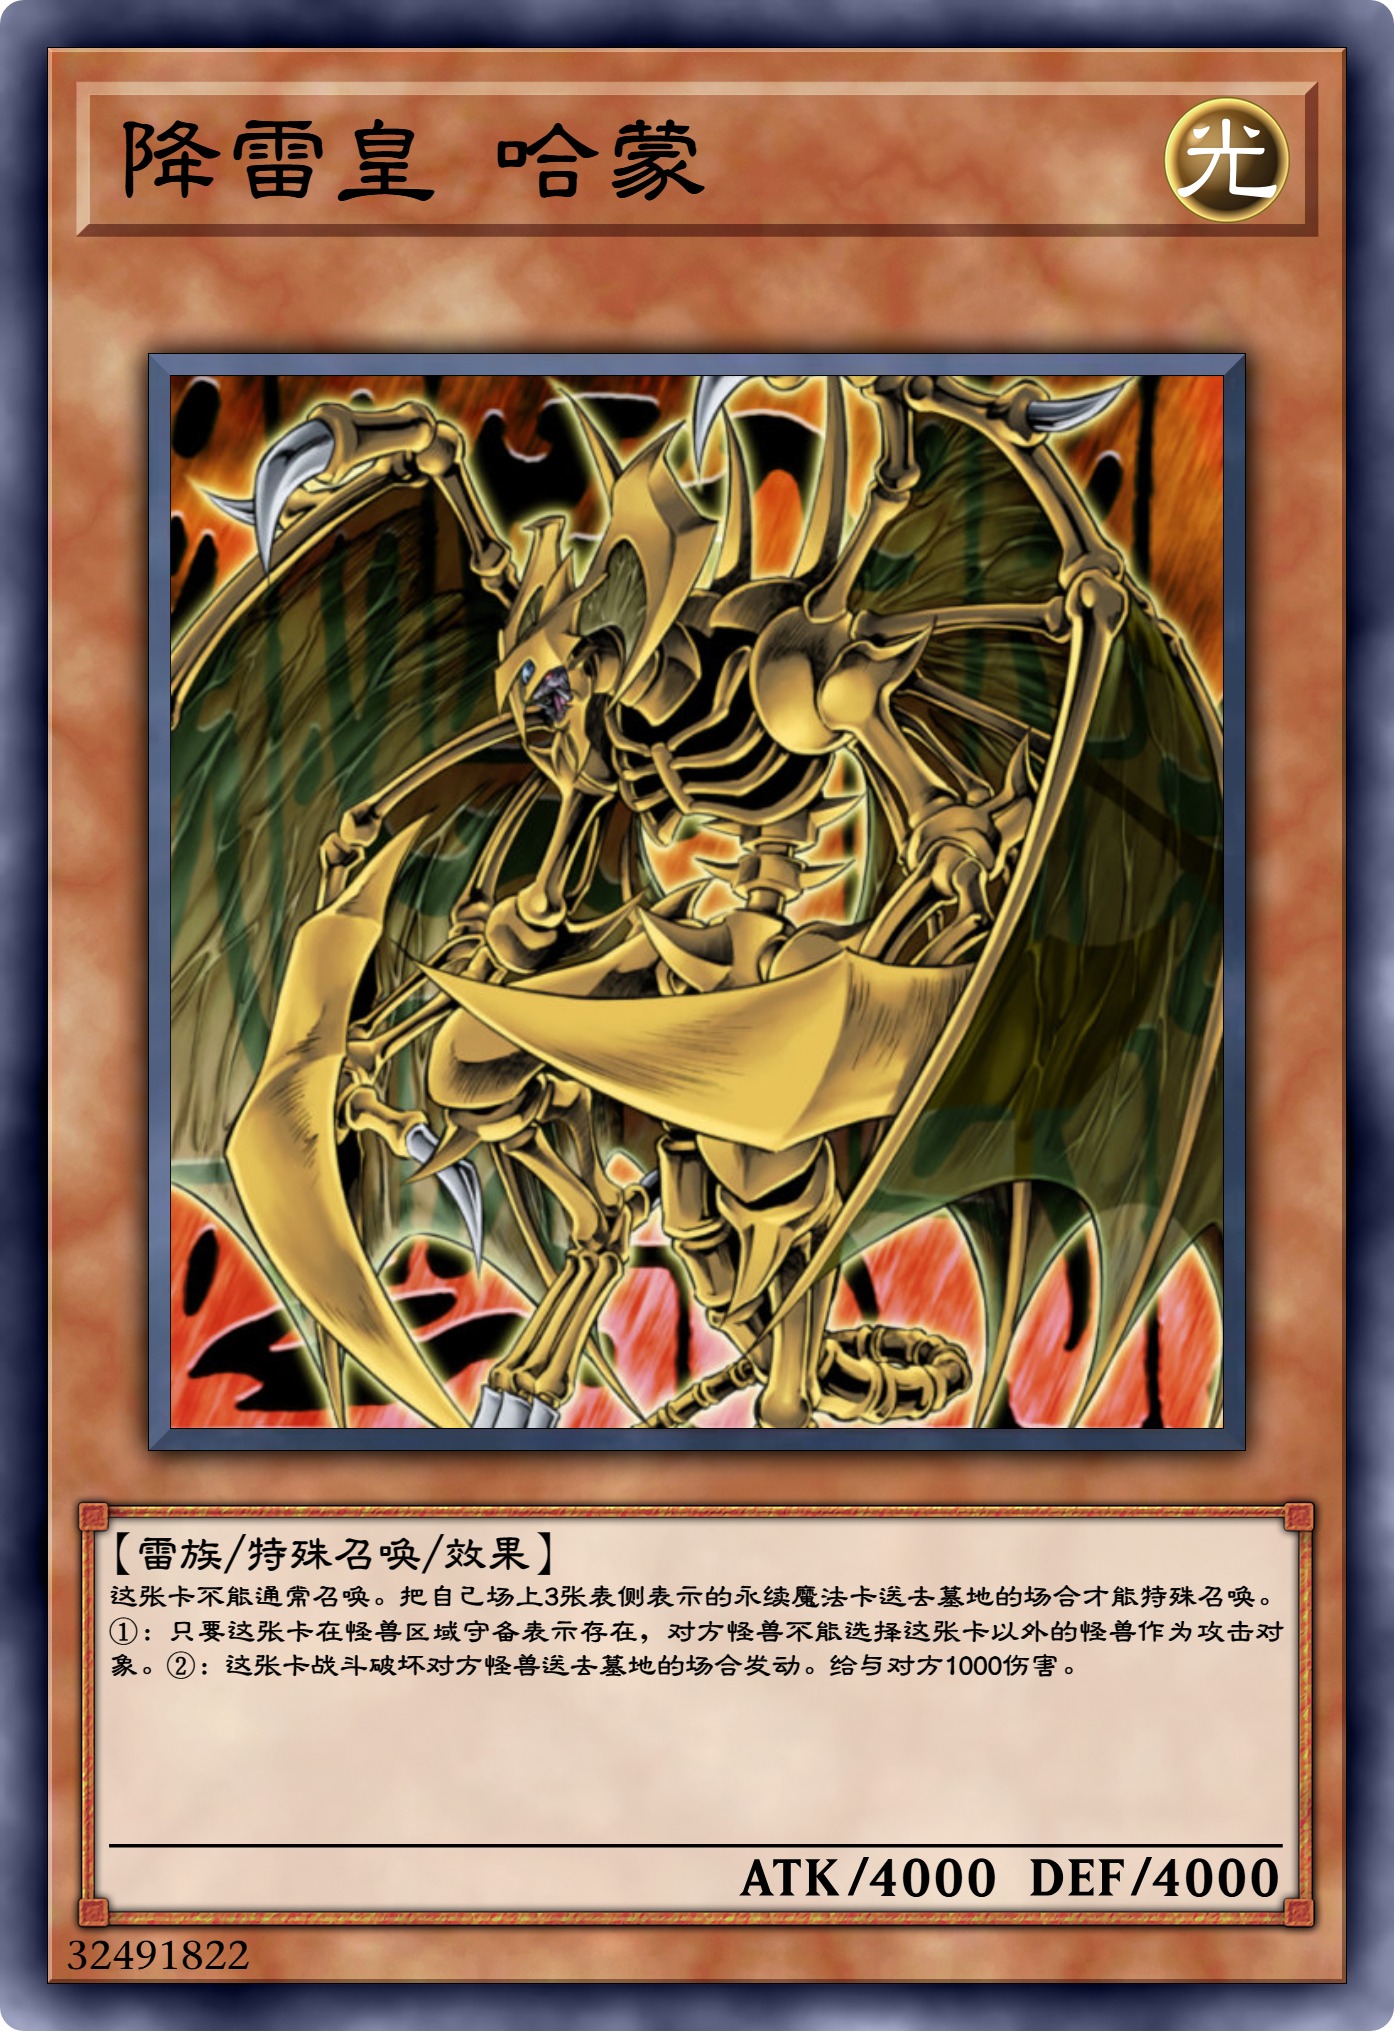 降雷皇 哈蒙
光
【雷族/特殊召唤/效果】
这张卡不能通常召唤。把自己场上3张表侧表示的永续魔法卡送去墓地的场合才能特殊召唤。
①：只要这张卡在怪兽区域守备表示存在，对方怪兽不能选择这张卡以外的怪兽作为攻击对
象。②：这张卡战斗破坏对方怪兽送去墓地的场合发动。给与对方1000伤害。
ATK/4000 DEF/4000
32491822